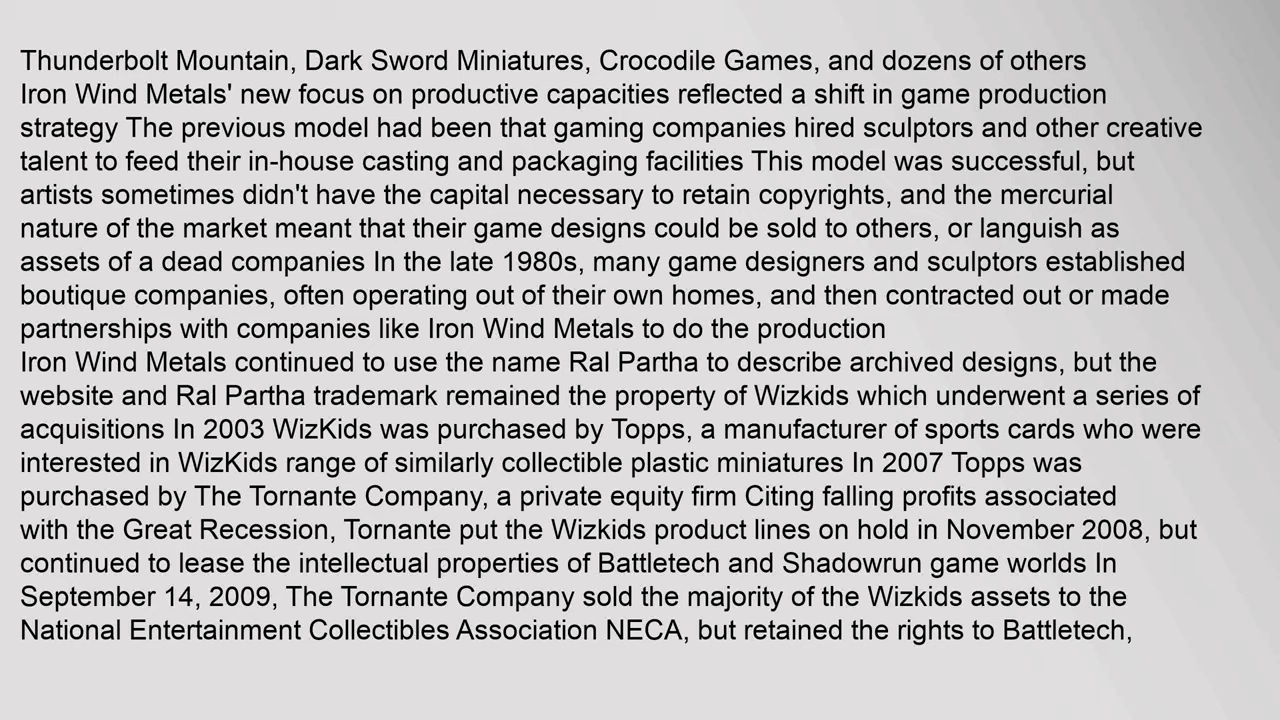 Thunderbolt Mountain, Dark Sword Miniatures, Crocodile Games, and dozens of others
Iron Wind Metals' new focus on productive capacities reflected a shift in game production
strategy The previous model had been that gaming companies hired sculptors and other creative
talent to feed their in-house casting and packaging facilities This model was successful, but
artists sometimes didn't have the capital necessary to retain copyrights, and the mercurial
nature of the market meant that their game designs could be sold to others, or languish as
assets of a dead companies In the late 1980s, many game designers and sculptors established
boutique companies, often operating out of their own homes, and then contracted out or made
partnerships with companies like Iron Wind Metals to do the production
Iron Wind Metals continued to use the name Ral Partha to describe archived designs, but the
website and Ral Partha trademark remained the property of Wizkids which underwent a series of
acquisitions In 2003 WizKids was purchased by Topps, a manufacturer of sports cards who were
interested in WizKids range of similarly collectible plastic miniatures In 2007 Topps was
purchased by The Tornante Company, a private equity firm Citing falling profits associated
with the Great Recession, Tornante put the Wizkids product lines on hold in November 2008, but
continued to lease the intellectual properties of Battletech and Shadowrun game worlds In
September 14, 2009, The Tornante Company sold the majority of the Wizkids assets to the
National Entertainment Collectibles Association NECA, but retained the rights to Battletech,